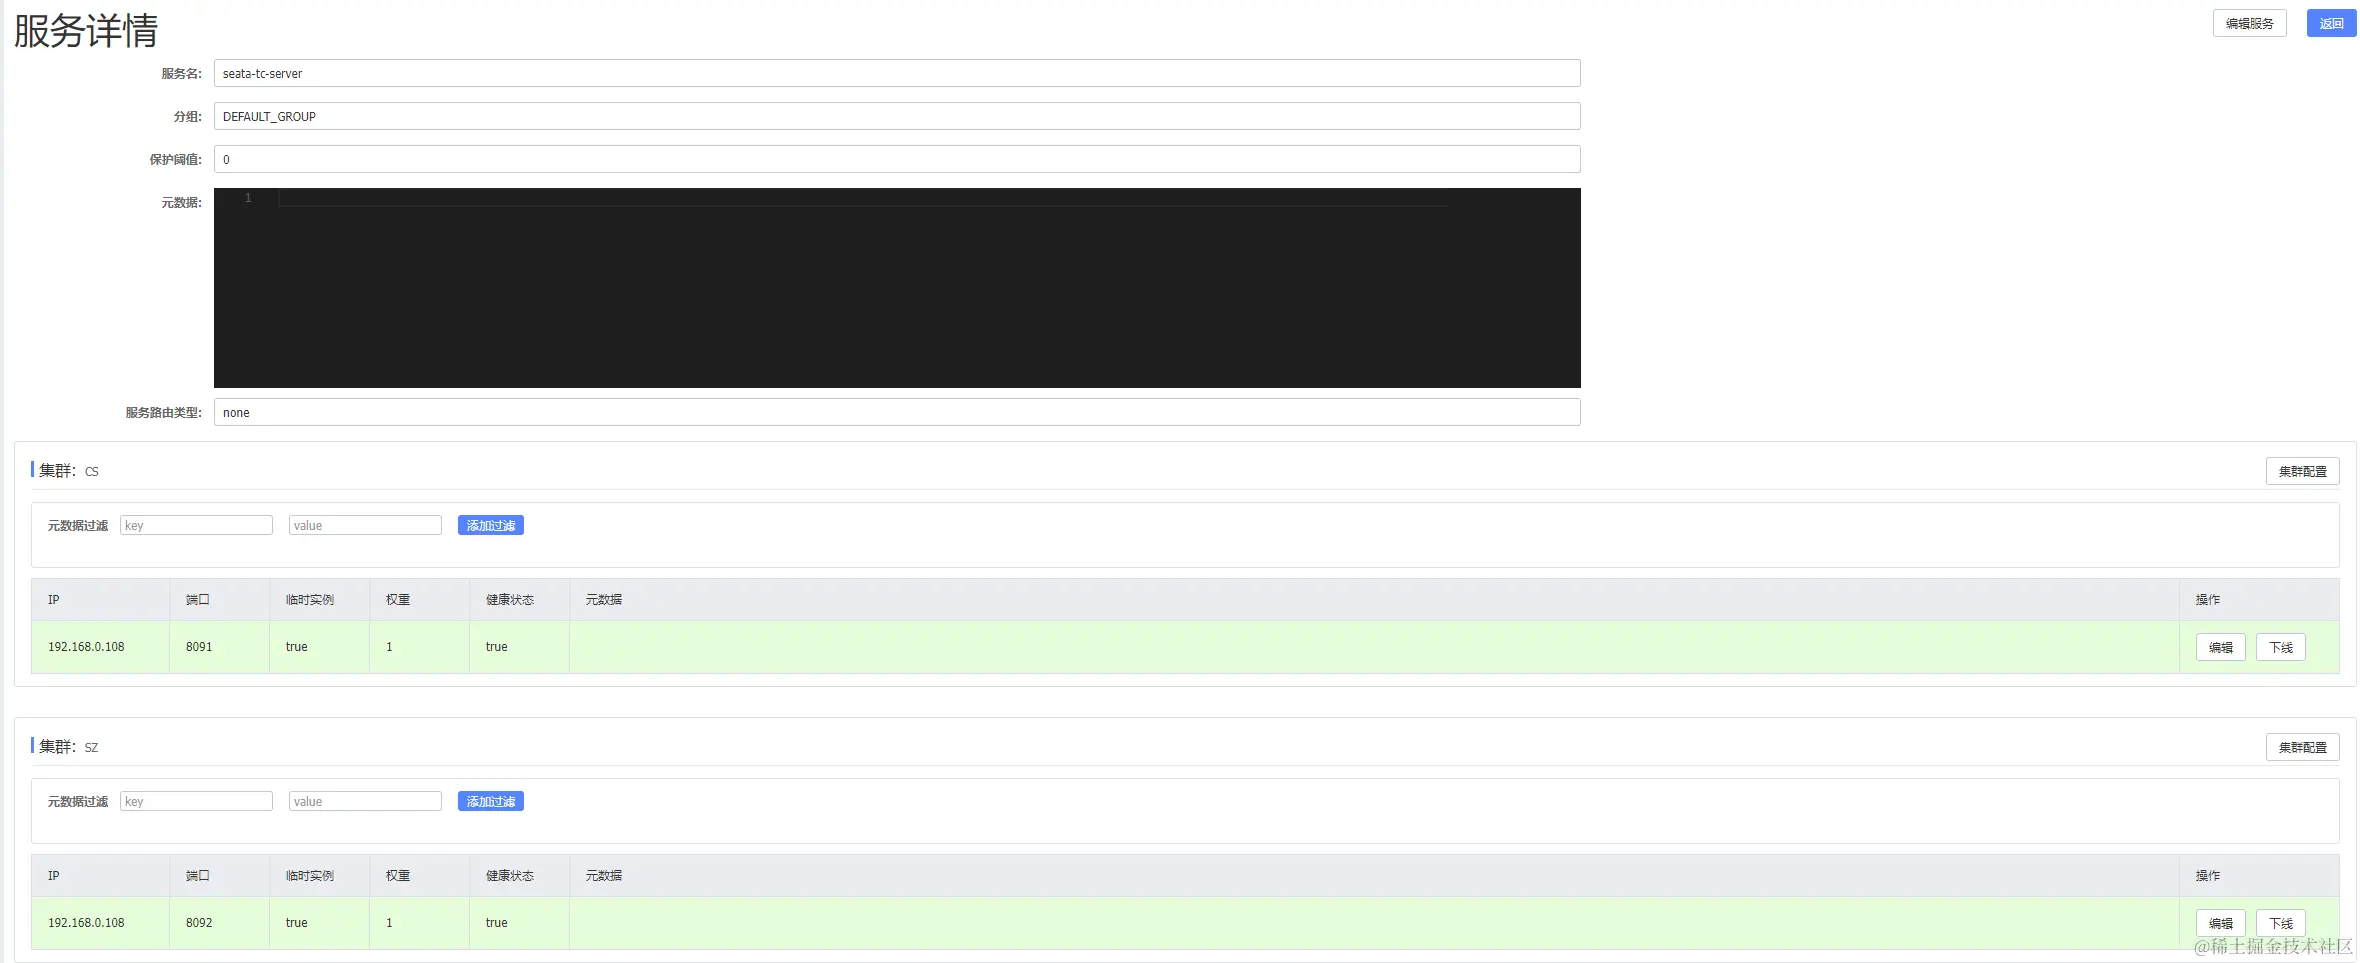 服务详情 编辑服务 返回
服务名: seata-tc-server
分组: DEFAULT_GROUP
保护阈值: 0
元数据: 1
服务路由类型: none
集群: CS 集群配置
元数据过滤 key value 添加过滤
IP 端口 临时实例 权重 健康状态 元数据 操作
192.168.0.108 8091 true 1 true 编辑 下线
集群: SZ 集群配置
元数据过滤 key value 添加过滤
IP 端口 临时实例 权重 健康状态 元数据 操作
192.168.0.108 8092 true 1 true 编辑 下线
@稀土掘金技术社区